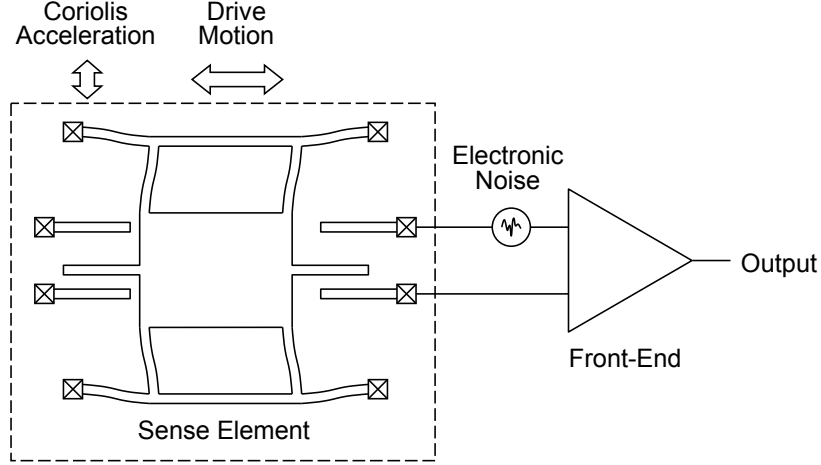 Coriolis
Acceleration
Drive
Motion
Electronic
Noise
Output
Front-End
Sense Element